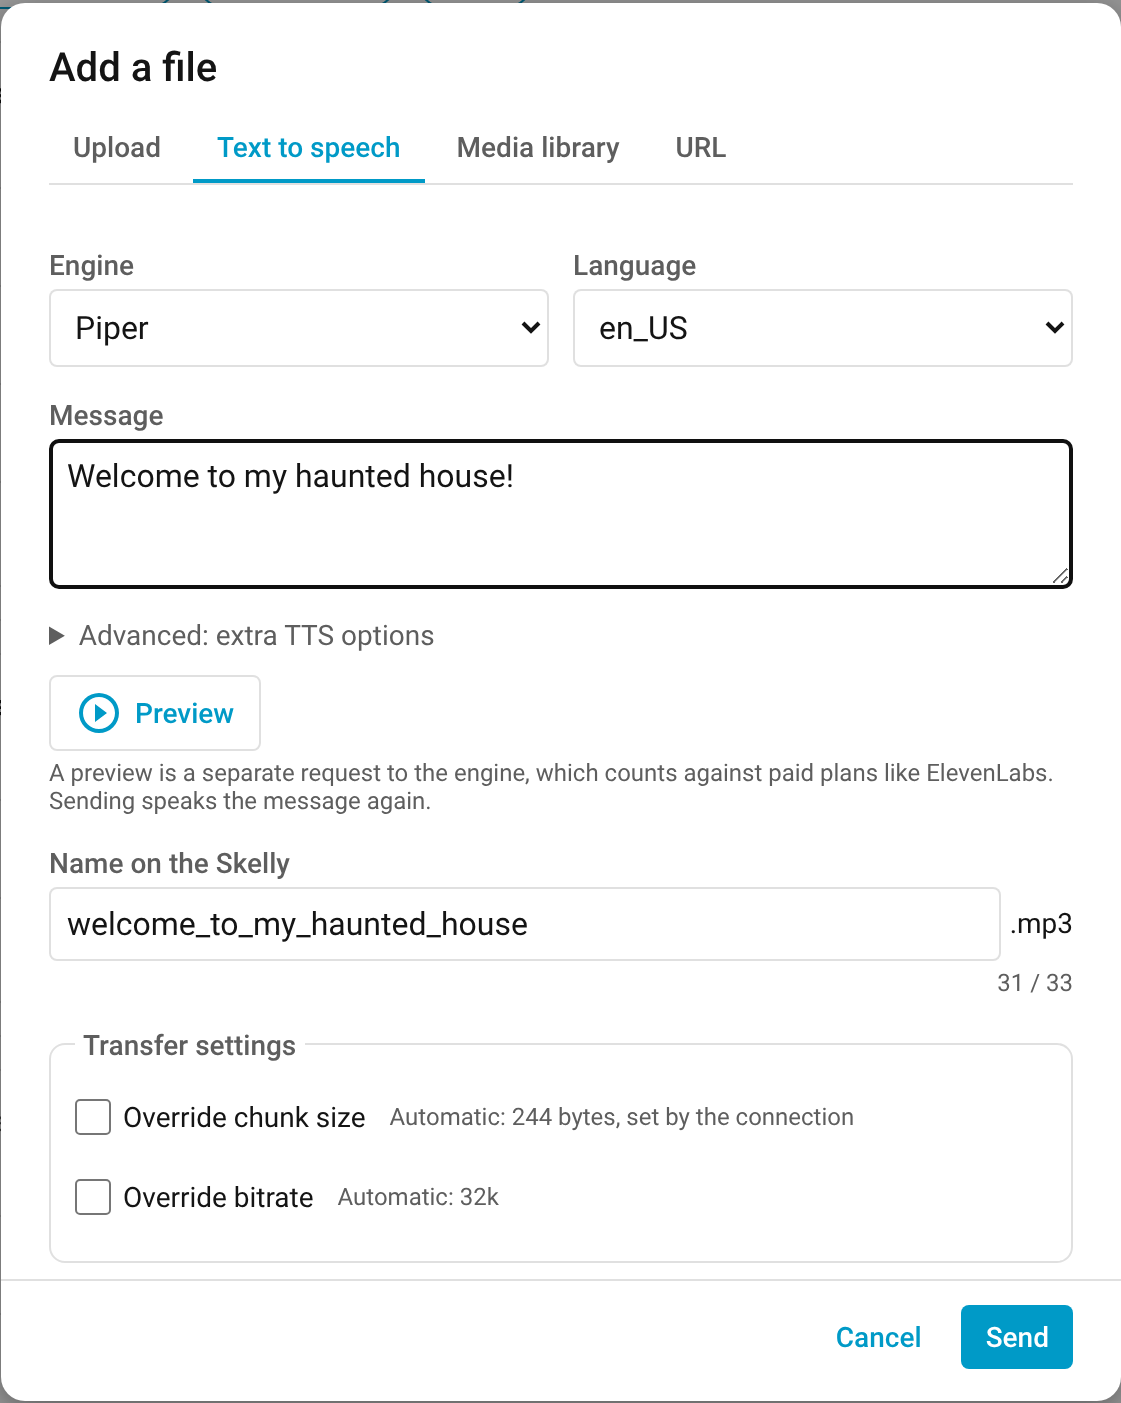 Add a file
Upload Text to speech Media library URL
Engine Language
Piper en_US
Message
Welcome to my haunted house!
Advanced: extra TTS options
Preview
A preview is a separate request to the engine, which counts against paid plans like ElevenLabs.
Sending speaks the message again.
Name on the Skelly
welcome_to_my_haunted_house .mp3
31 / 33
Transfer settings
Override chunk size Automatic: 244 bytes, set by the connection
Override bitrate Automatic: 32k
Cancel Send